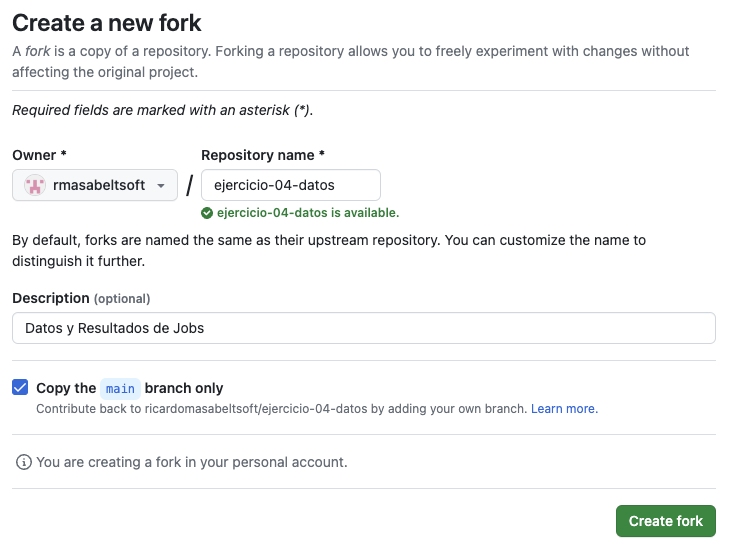 Create a new fork
A fork is a copy of a repository. Forking a repository allows you to freely experiment with changes without
affecting the original project.
Required fields are marked with an asterisk (*).
Owner * Repository name *
rmasabeltsoft / ejercicio-04-datos
ejercicio-04-datos is available.
By default, forks are named the same as their upstream repository. You can customize the name to
distinguish it further.
Description (optional)
Datos y Resultados de Jobs
Copy the main branch only
Contribute back to ricardomasabeltsoft/ejercicio-04-datos by adding your own branch. Learn more.
You are creating a fork in your personal account.
Create fork